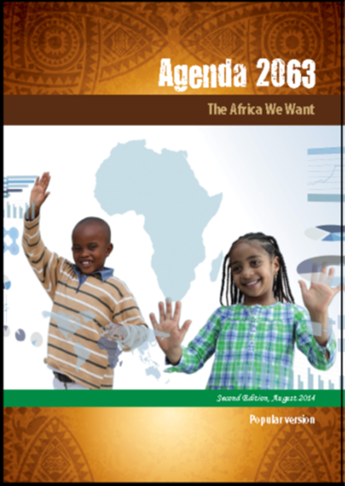 Agenda 2063
The Africa We Want
Second Edition, August 2014
Popular version